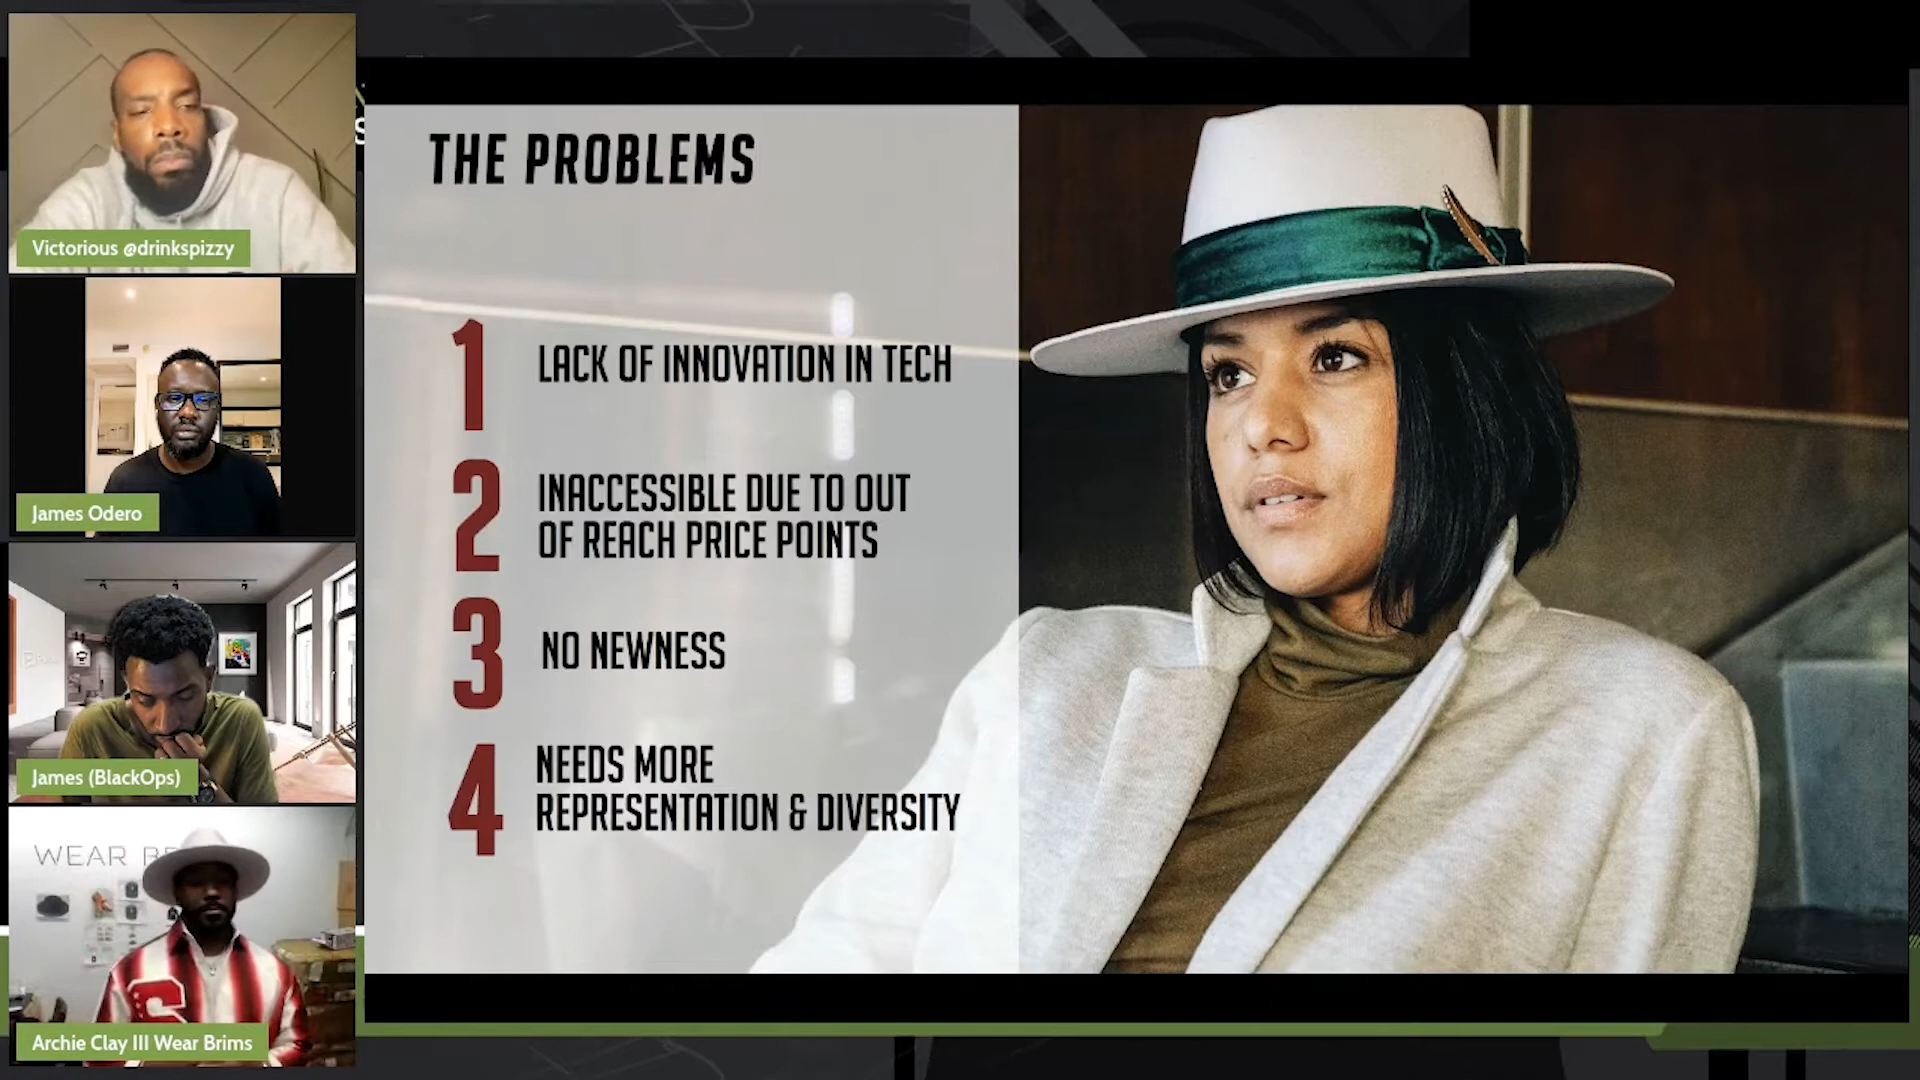 Victorious @drinkspizzy
James Odero
James (BlackOps)
WEAR BR
Archie Clay III Wear Brims
THE PROBLEMS
1
LACK OF INNOVATION IN TECH
2
INACCESSIBLE DUE TO OUT
OF REACH PRICE POINTS
3
NO NEWNESS
4
NEEDS MORE
REPRESENTATION & DIVERSITY